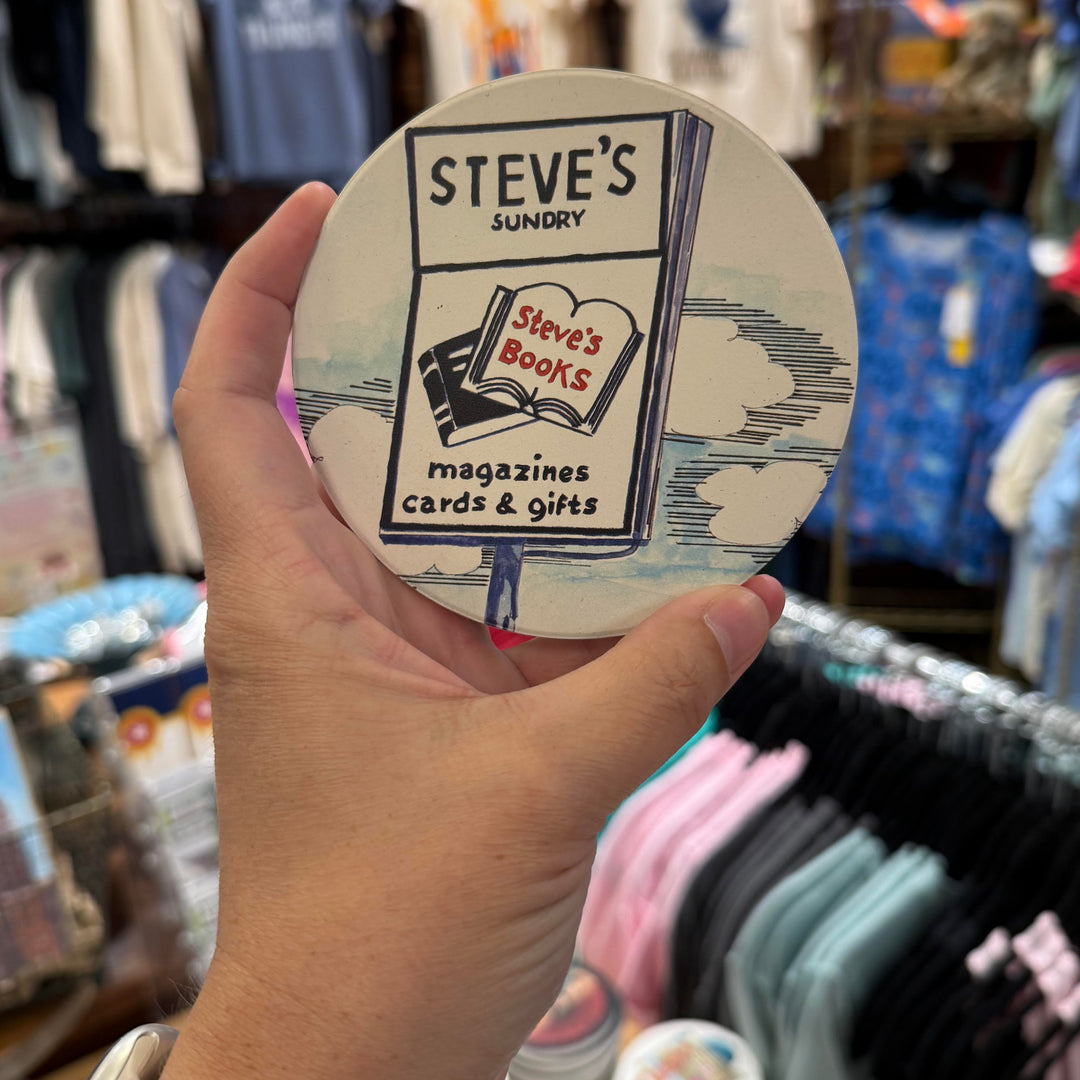 STEVE'S
SUNDRY
Steve's
BOOKS
magazines
cards & gifts